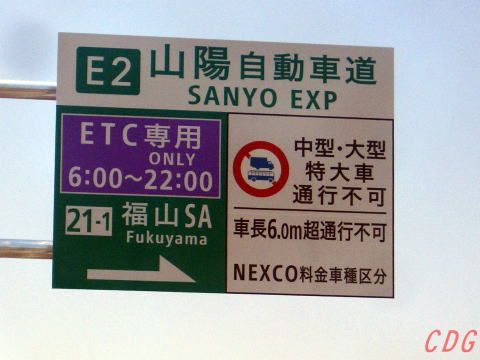 E2 山陽自動車道
SANYO EXP
ETC専用
ONLY
6:00〜22:00
21-1 福山SA
Fukuyama
中型・大型
特大車
通行不可
車長6.0m超通行不可
NEXCO料金車種区分
CDG